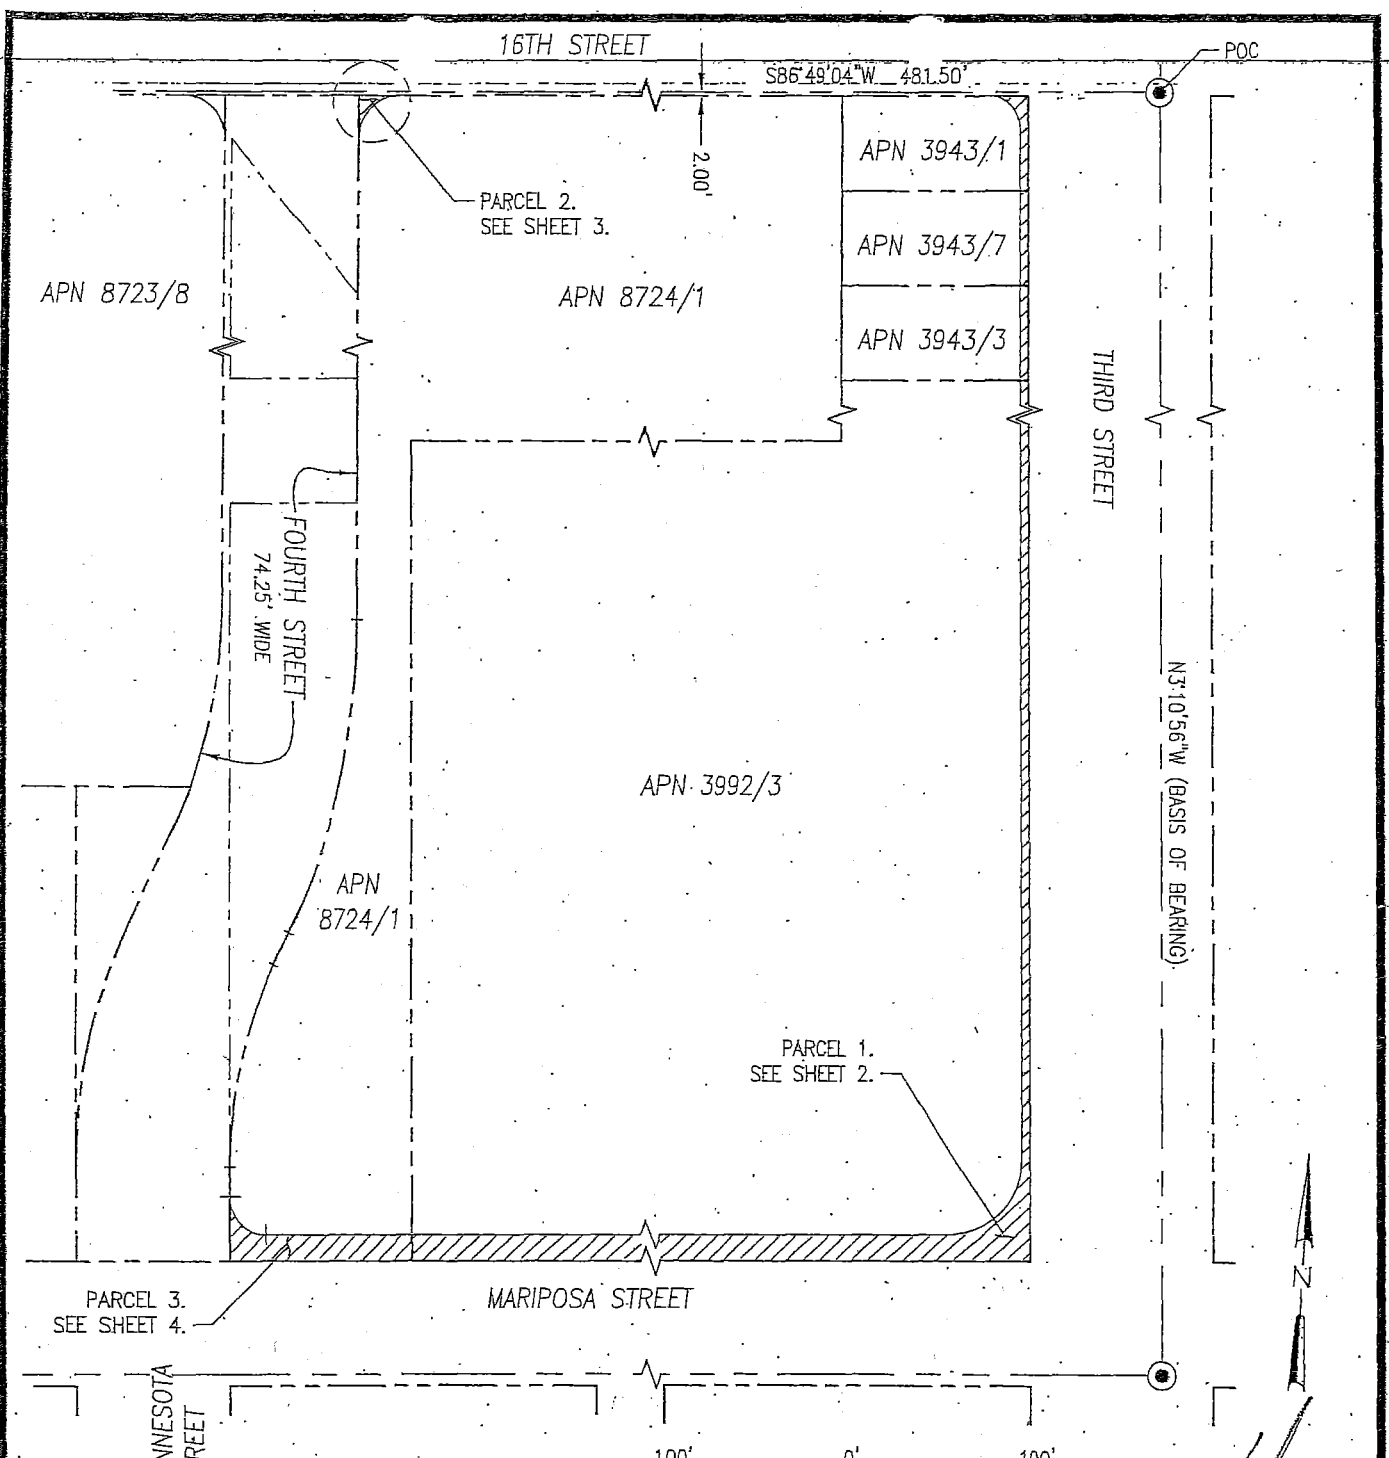 16TH STREET
POC
S86°49'04"W 481.50'
2.00'
APN 3943/1
PARCEL 2.
SEE SHEET 3.
APN 3943/7
APN 8723/8
APN 8724/1
APN 3943/3
THIRD STREET
FOURTH STREET
74.25' WIDE
N3°10'56"W (BASIS OF BEARING)
APN 3992/3
APN
8724/1
PARCEL 1.
SEE SHEET 2.
PARCEL 3.
SEE SHEET 4.
MARIPOSA STREET
N
NNESOTA
REET
100'
0'
100'